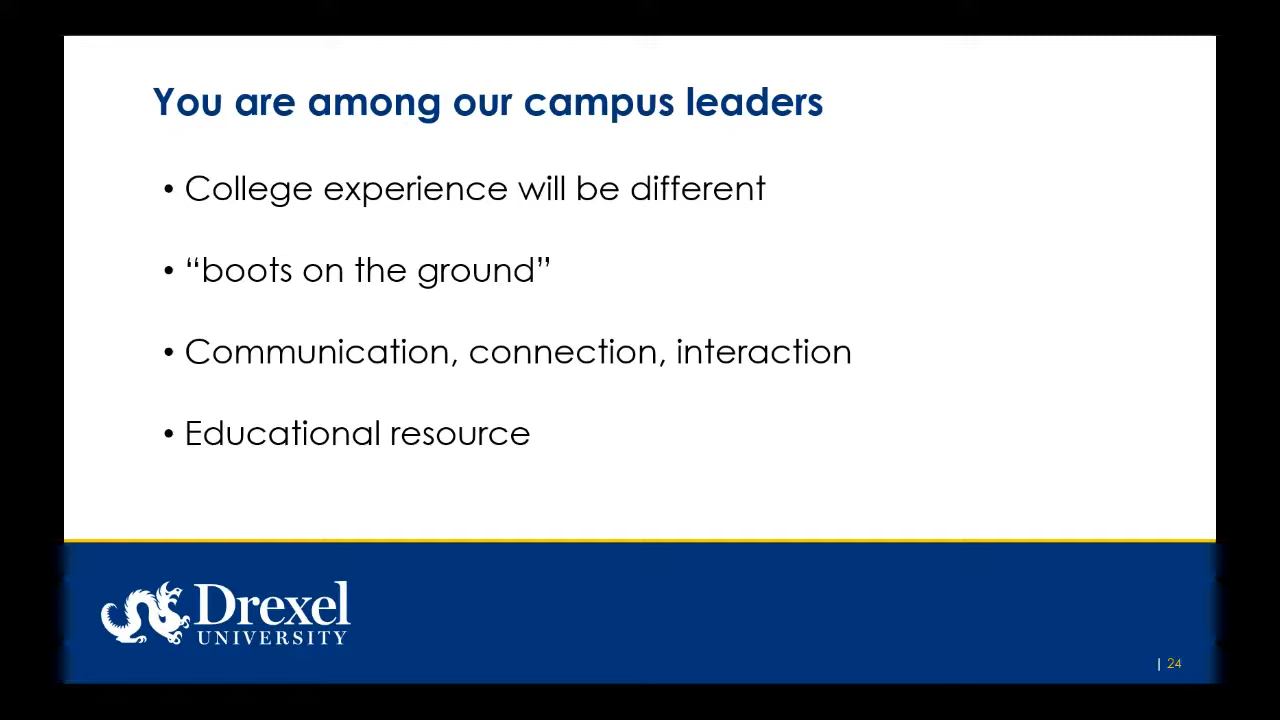 You are among our campus leaders
• College experience will be different
• “boots on the ground”
• Communication, connection, interaction
• Educational resource
Drexel
UNIVERSITY
| 24